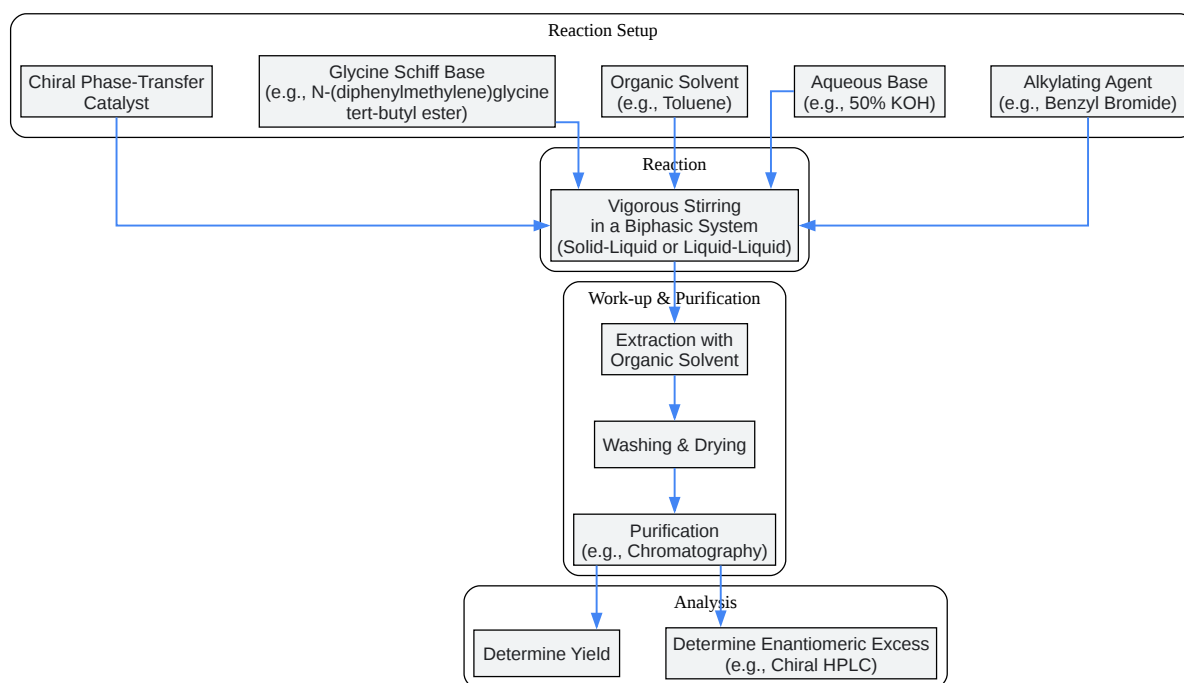 Reaction Setup
Chiral Phase-Transfer
Catalyst
Glycine Schiff Base
(e.g., N-(diphenylmethylene)glycine
tert-butyl ester)
Organic Solvent
(e.g., Toluene)
Aqueous Base
(e.g., 50% KOH)
Alkylating Agent
(e.g., Benzyl Bromide)
Reaction
Vigorous Stirring
in a Biphasic System
(Solid-Liquid or Liquid-Liquid)
Work-up & Purification
Extraction with
Organic Solvent
Washing & Drying
Purification
(e.g., Chromatography)
Analysis
Determine Yield
Determine Enantiomeric Excess
(e.g., Chiral HPLC)